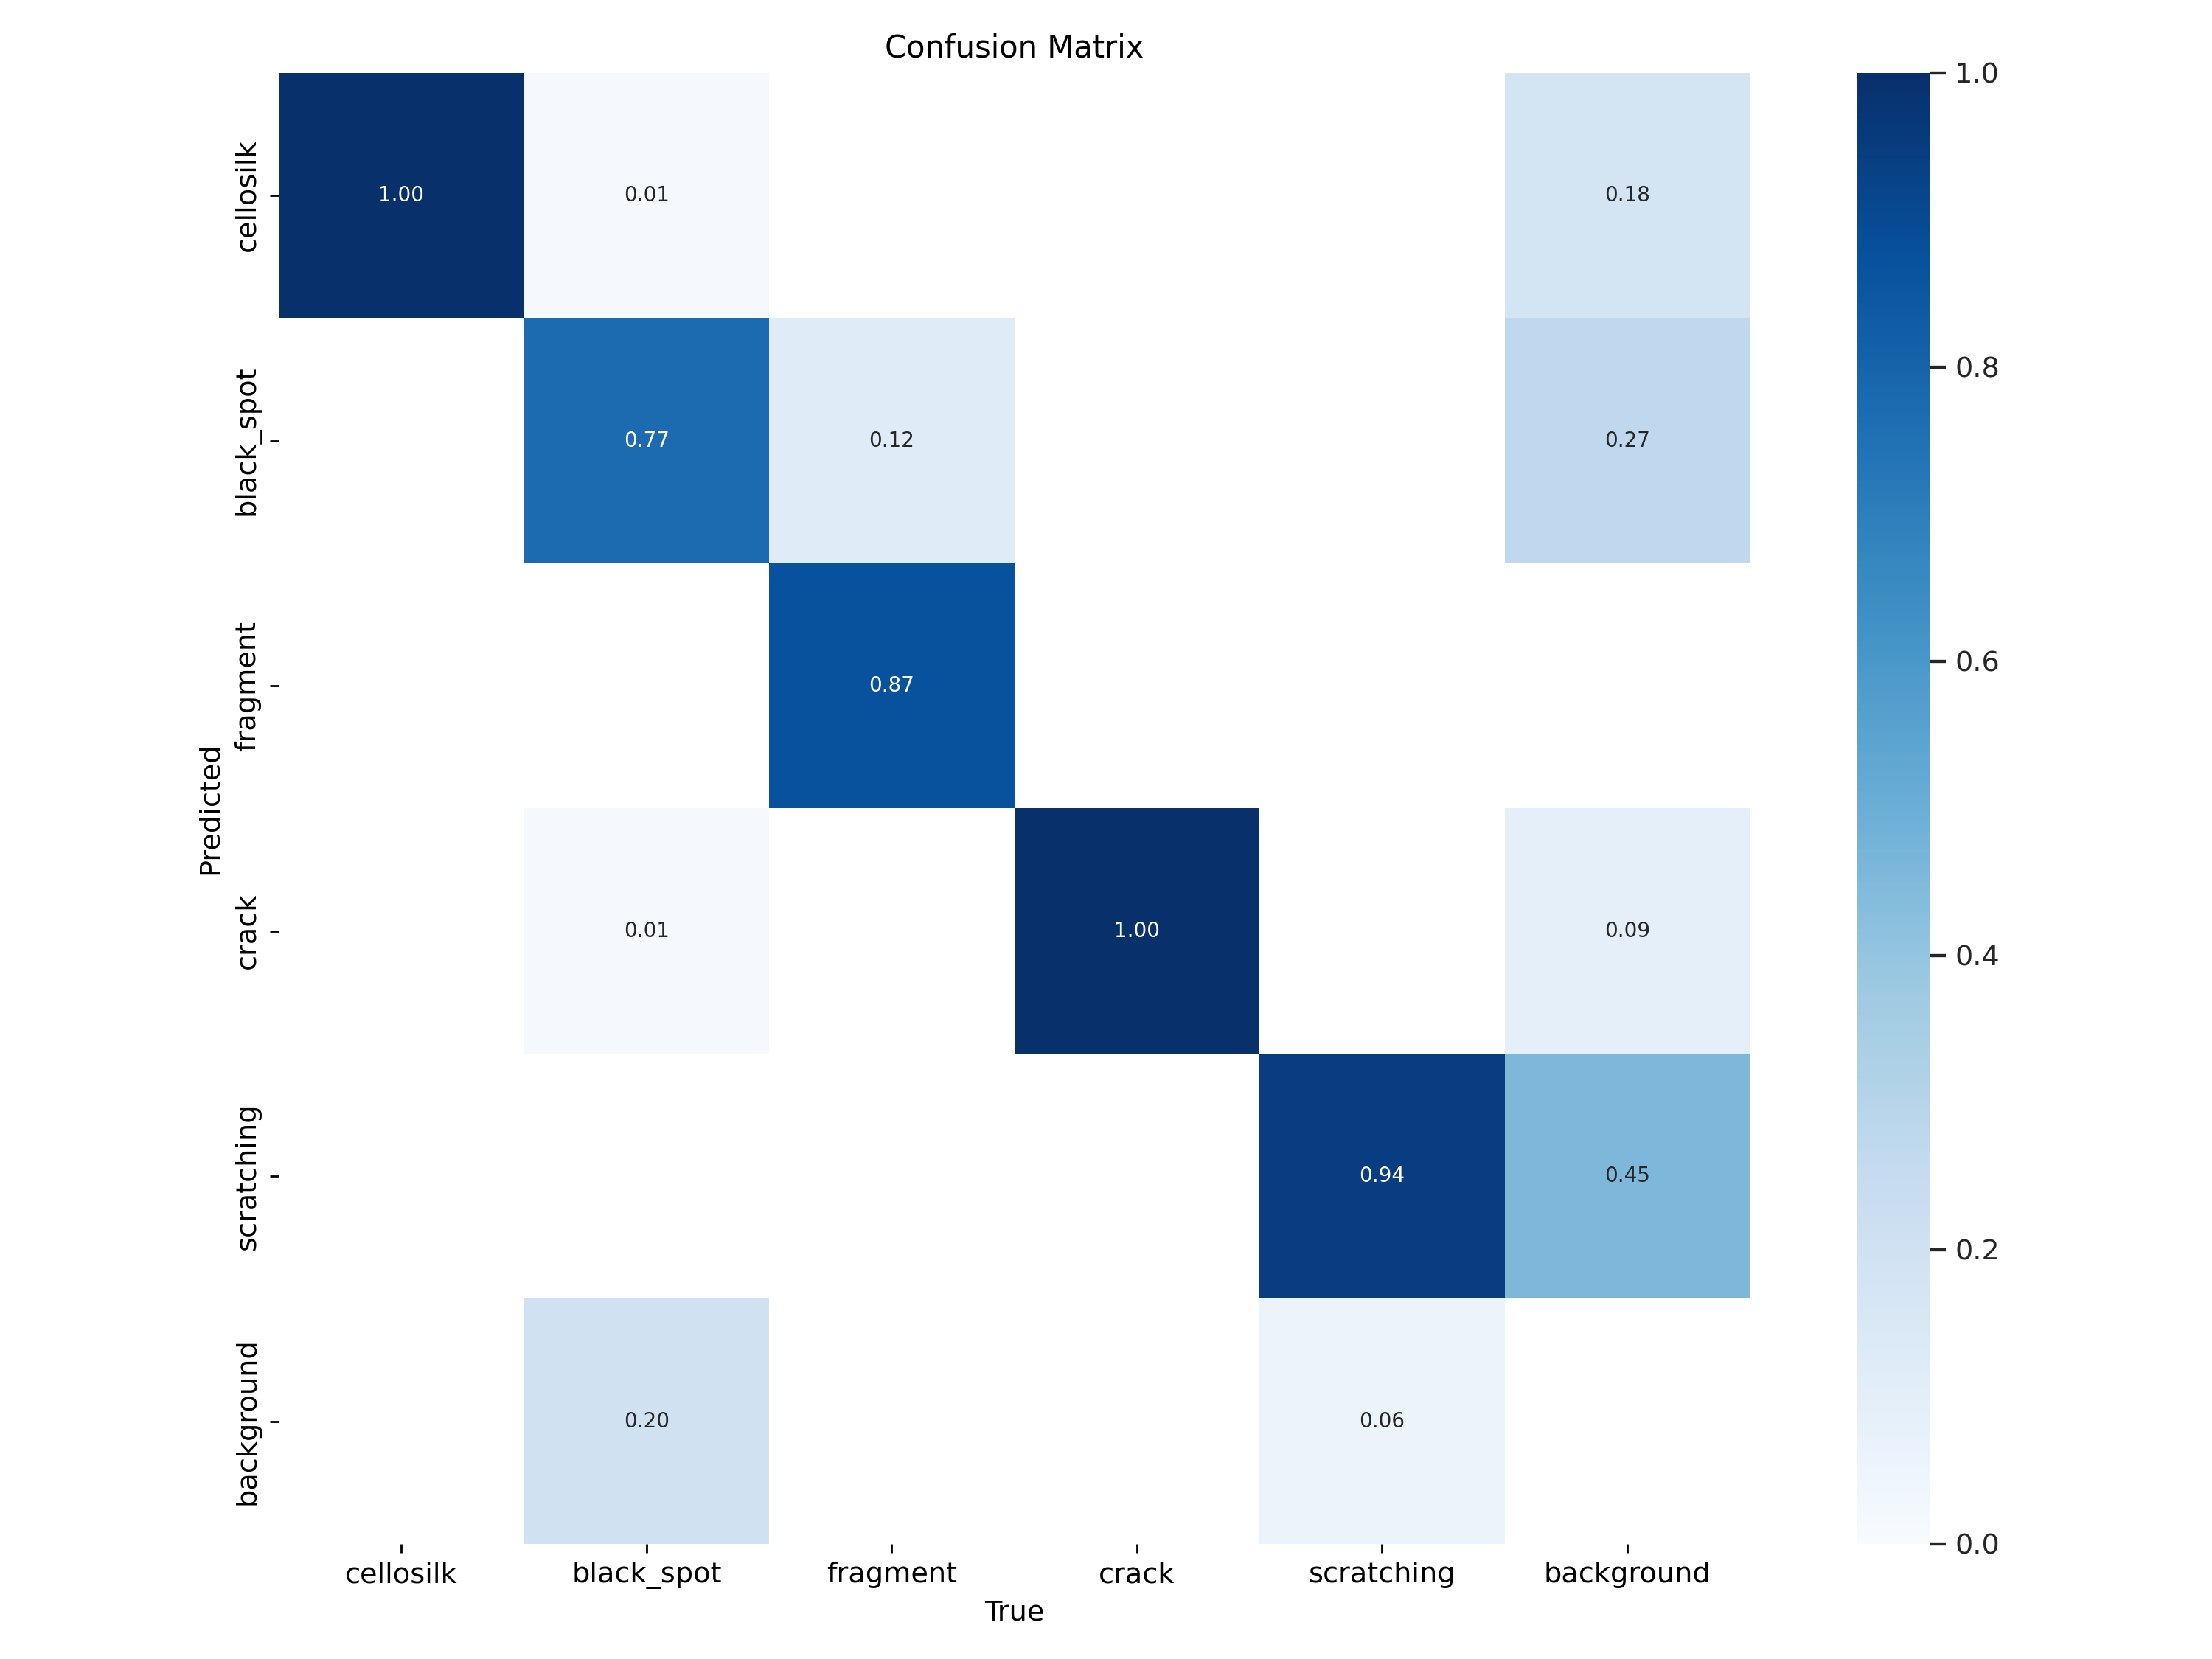 Confusion Matrix
cellosilk
1.00
0.01
0.18
1.0
black_spot
0.77
0.12
0.27
0.8
fragment
0.87
0.6
Predicted
crack
0.01
1.00
0.09
0.4
scratching
0.94
0.45
0.2
background
0.20
0.06
0.0
cellosilk black_spot fragment crack scratching background
True